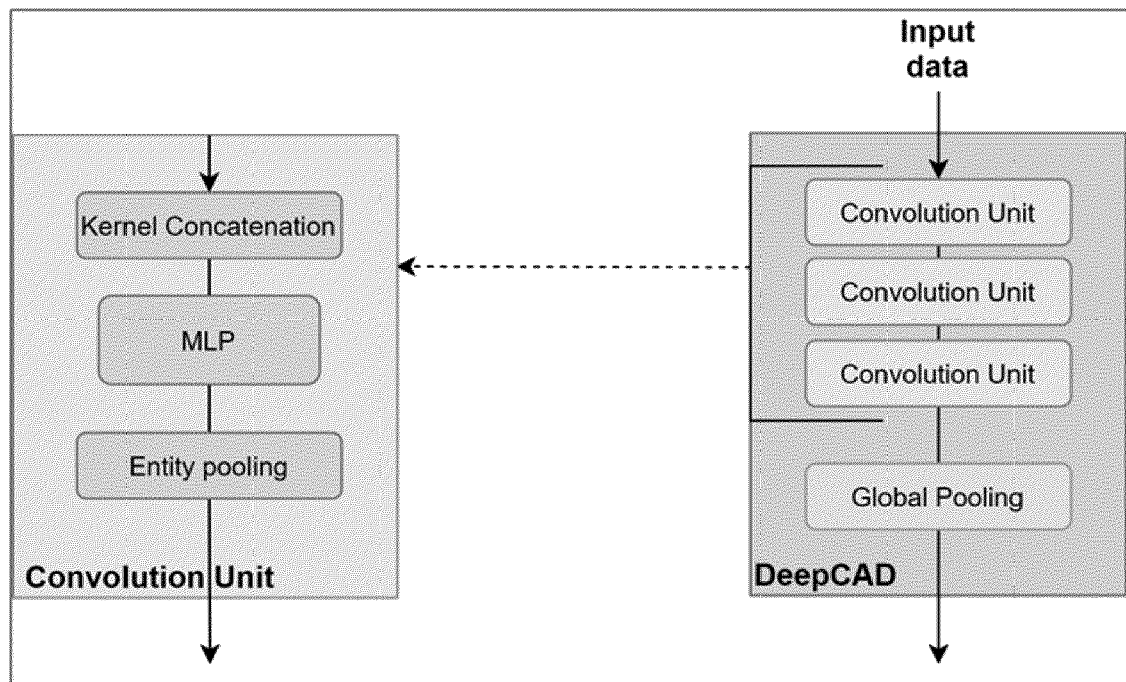 Input
data
Kernel Concatenation
MLP
Entity pooling
Convolution Unit
Convolution Unit
Convolution Unit
Convolution Unit
Global Pooling
DeepCAD